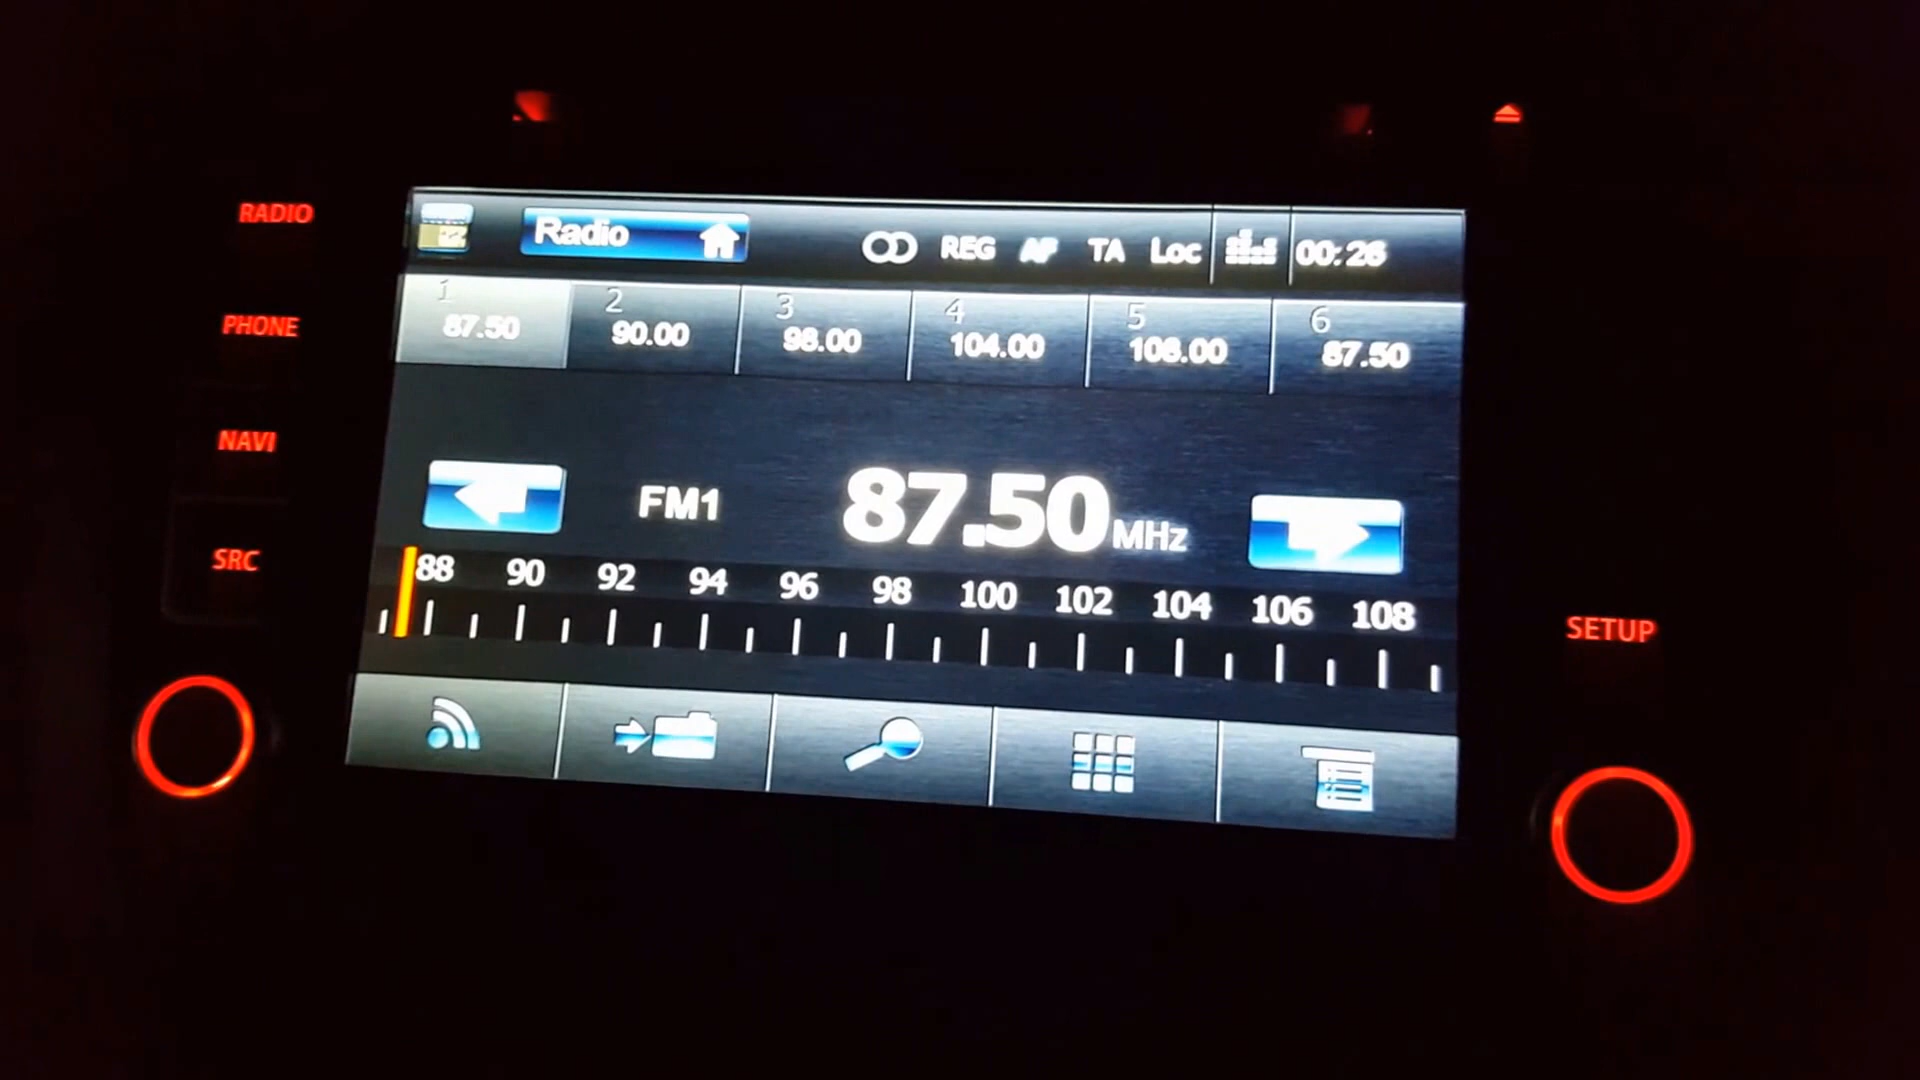 RADIO
PHONE
NAVI
SRC
Radio
REG AF TA Loc
00:26
1 2 3 4 5 6
87.50 90.00 98.00 104.00 108.00 87.50
FM1 87.50 MHz
88 90 92 94 96 98 100 102 104 106 108
SETUP